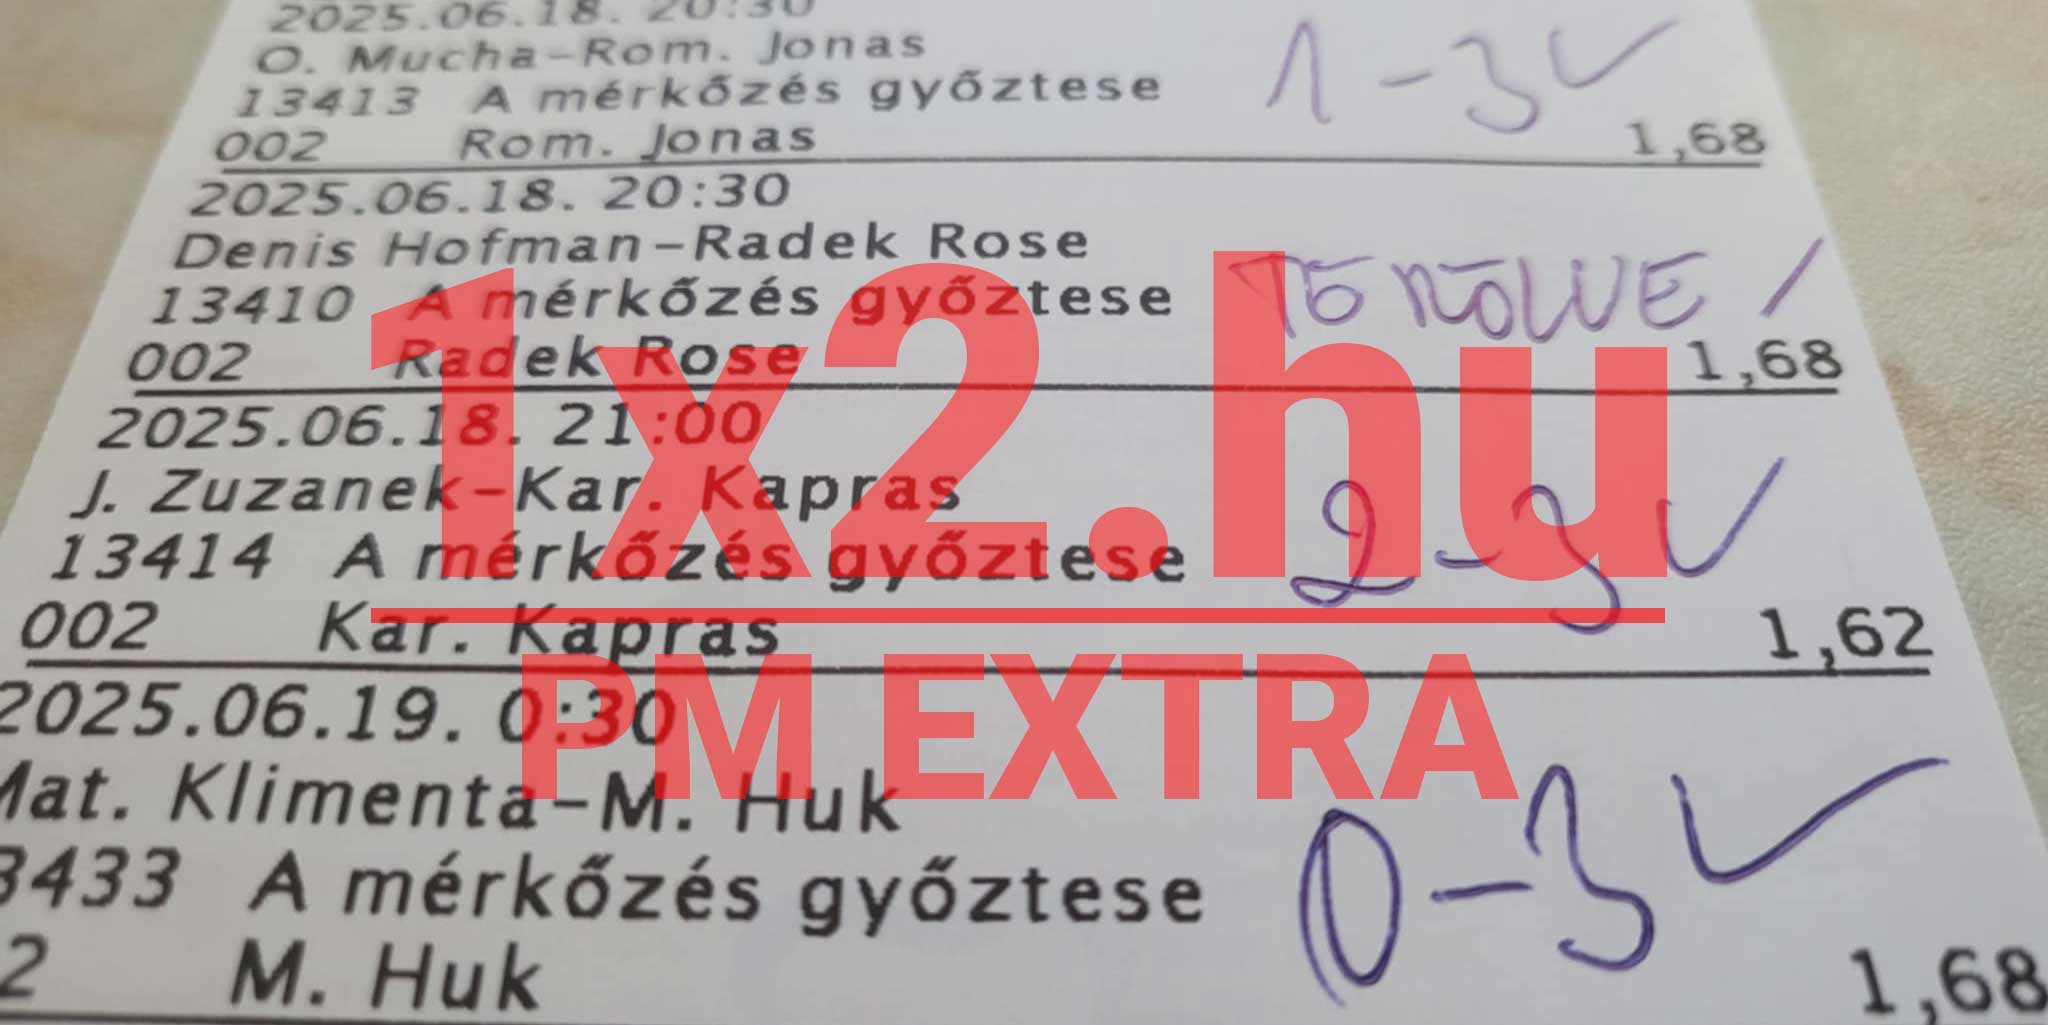 2025.06.18. 20:30
O. Mucha-Rom. Jonas
13413 A mérkőzés győztese 1-3
002 Rom. Jonas 1,68
2025.06.18. 20:30
Denis Hofman-Radek Rose
13410 A mérkőzés győztese TÖRÖLVE /
002 Radek Rose 1,68
2025.06.18. 21:00
J. Zuzanek-Kar. Kapras
13414 A mérkőzés győztese 2-3
002 Kar. Kapras 1,62
2025.06.19. 0:30
Mat. Klimenta-M. Huk
3433 A mérkőzés győztese 0-3
2 M. Huk 1,68
1x2.hu
PM EXTRA